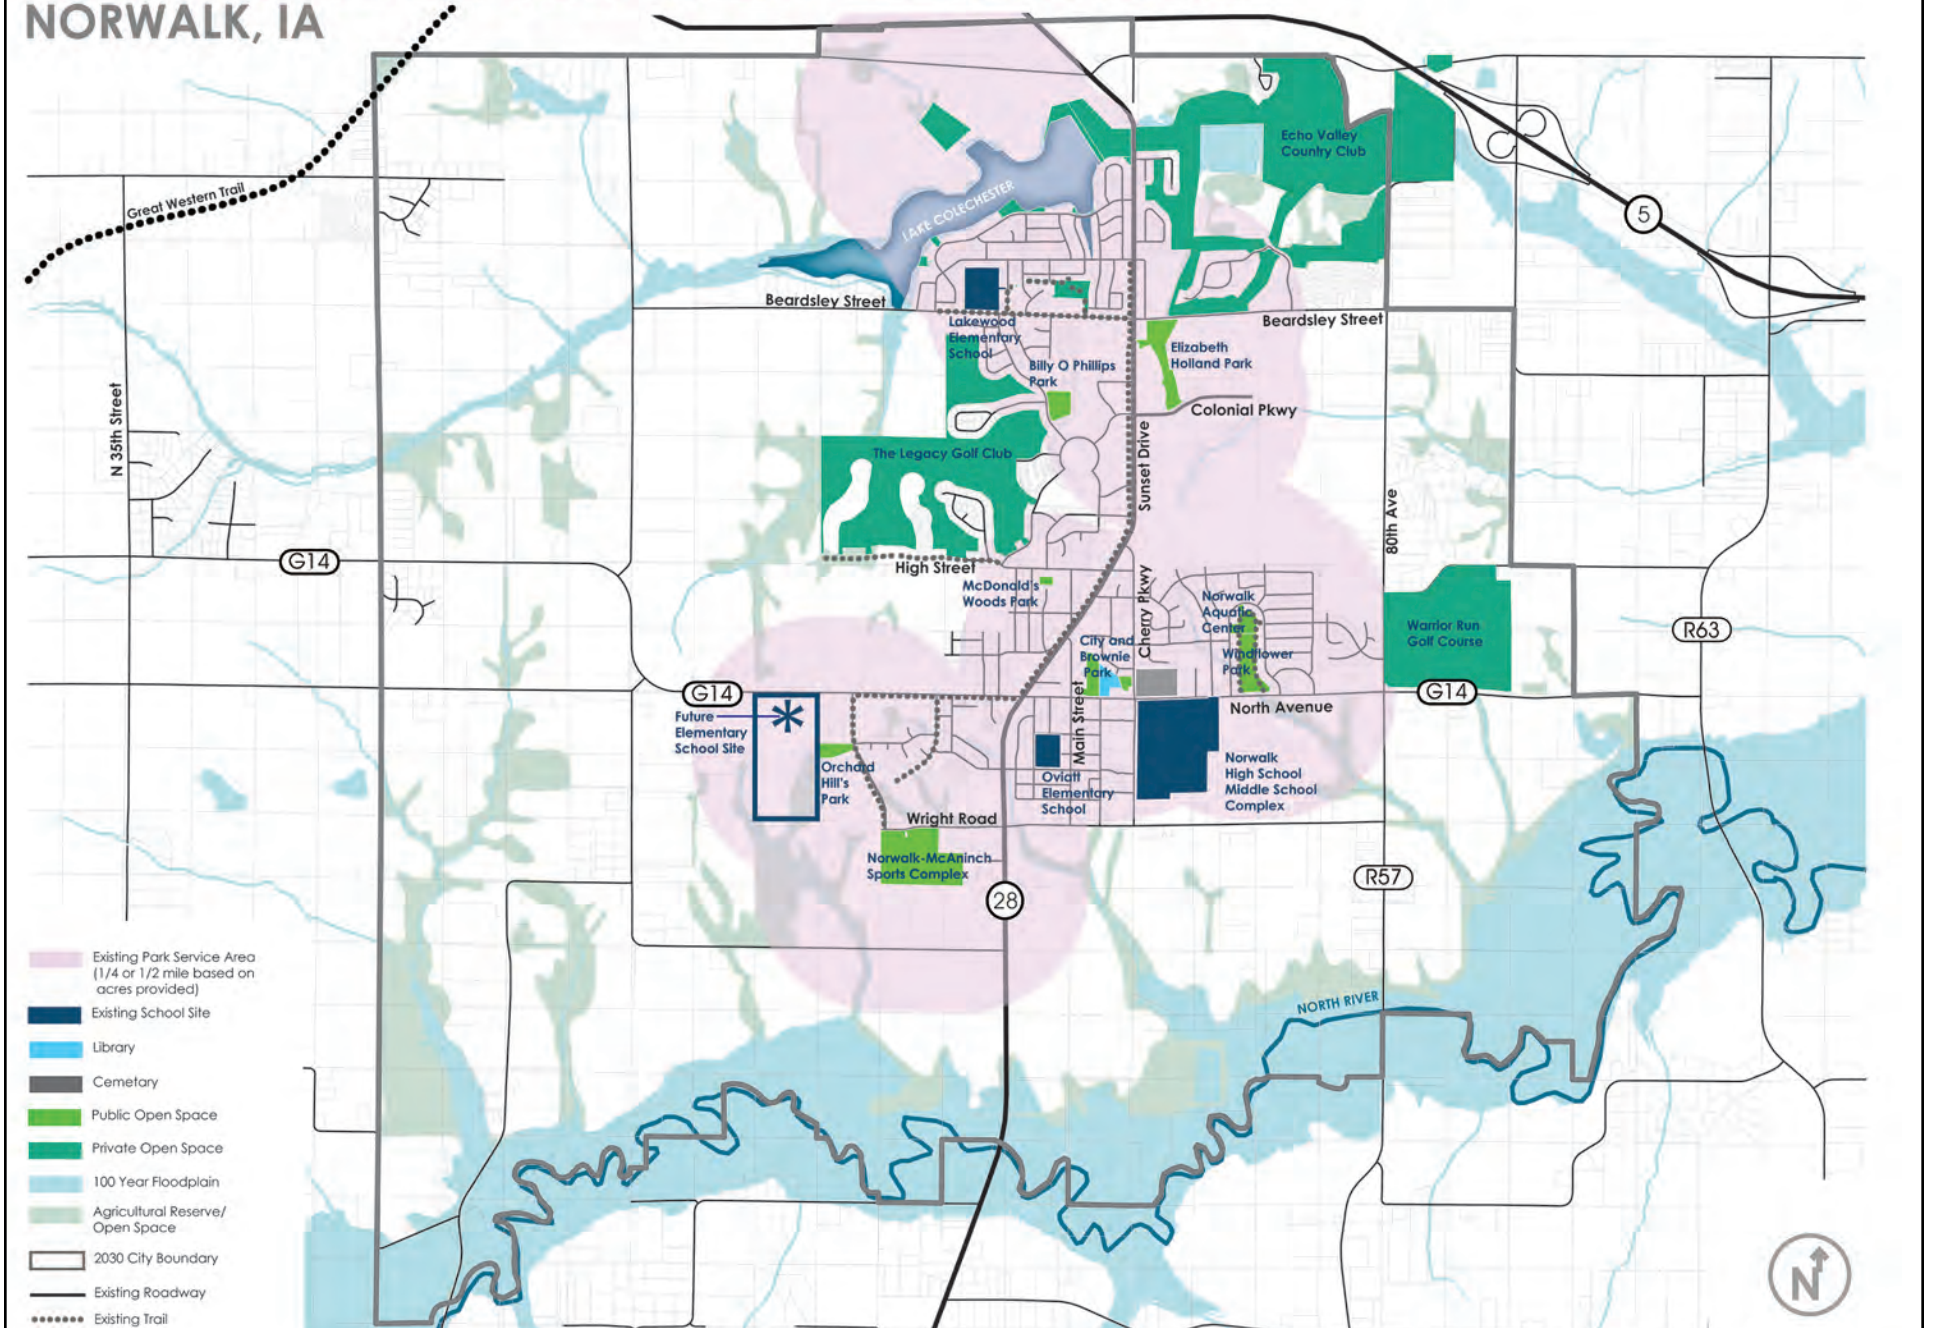 NORWALK, IA
Great Western Trail
Echo Valley
Country Club
5
LAKE COLECHESTER
Beardsley Street
Lakewood
Elementary
School
Beardsley Street
Elizabeth
Holland Park
Billy O Phillips
Park
Colonial Pkwy
N 35th Street
The Legacy Golf Club
Sunset Drive
80th Ave
G14
High Street
McDonald's
Woods Park
Cherry Pkwy
Norwalk
Aquatic
Center
Windflower
Park
City and
Brownie
Park
Warrior Run
Golf Course
R63
G14
G14
Future
Elementary
School Site
Main Street
North Avenue
Orchard
Hill's
Park
Oviatt
Elementary
School
Norwalk
High School
Middle School
Complex
Wright Road
Norwalk-McAninch
Sports Complex
28
R57
NORTH RIVER
Existing Park Service Area
(1/4 or 1/2 mile based on
acres provided)
Existing School Site
Library
Cemetary
Public Open Space
Private Open Space
100 Year Floodplain
Agricultural Reserve/
Open Space
2030 City Boundary
Existing Roadway
Existing Trail
N